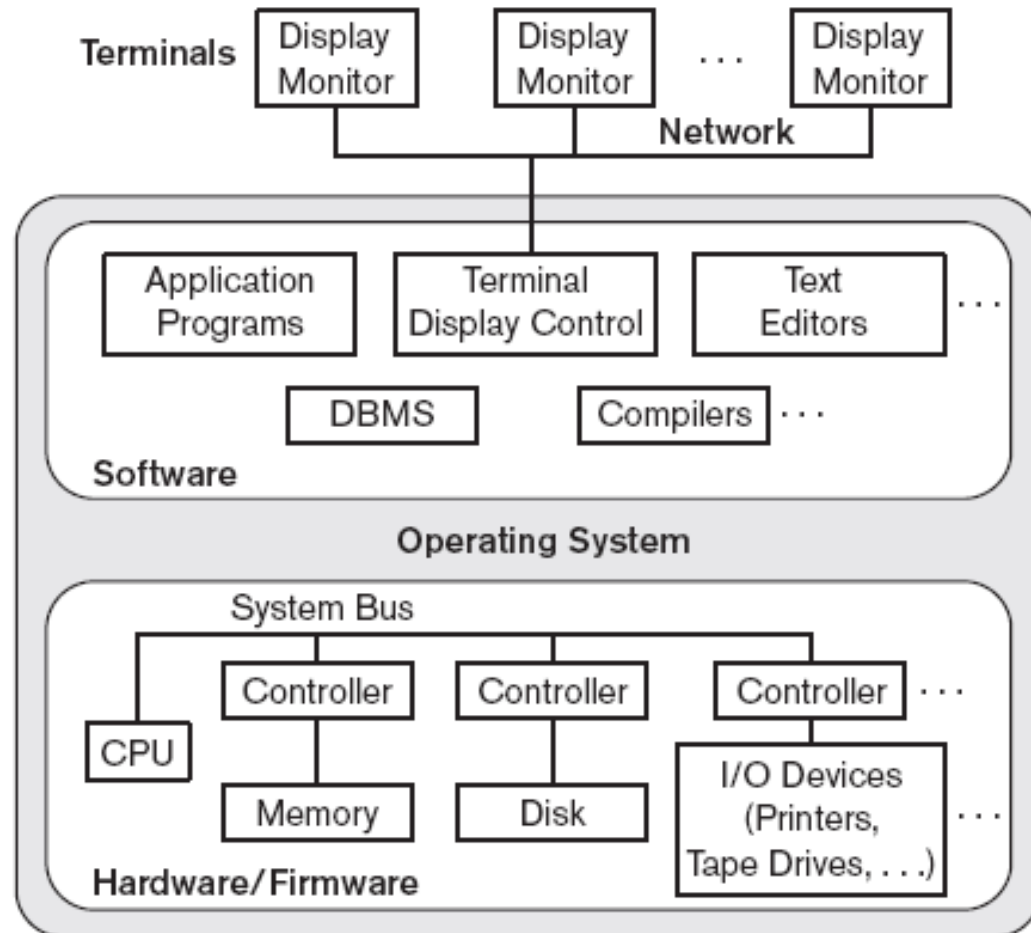 Terminals
Display
Monitor
Display
Monitor
. . .
Display
Monitor
Network
Application
Programs
Terminal
Display Control
Text
Editors
. . .
DBMS
Compilers
. . .
Software
Operating System
System Bus
Controller
Controller
Controller
. . .
CPU
Memory
Disk
I/O Devices
(Printers,
Tape Drives, . . .)
. . .
Hardware/Firmware